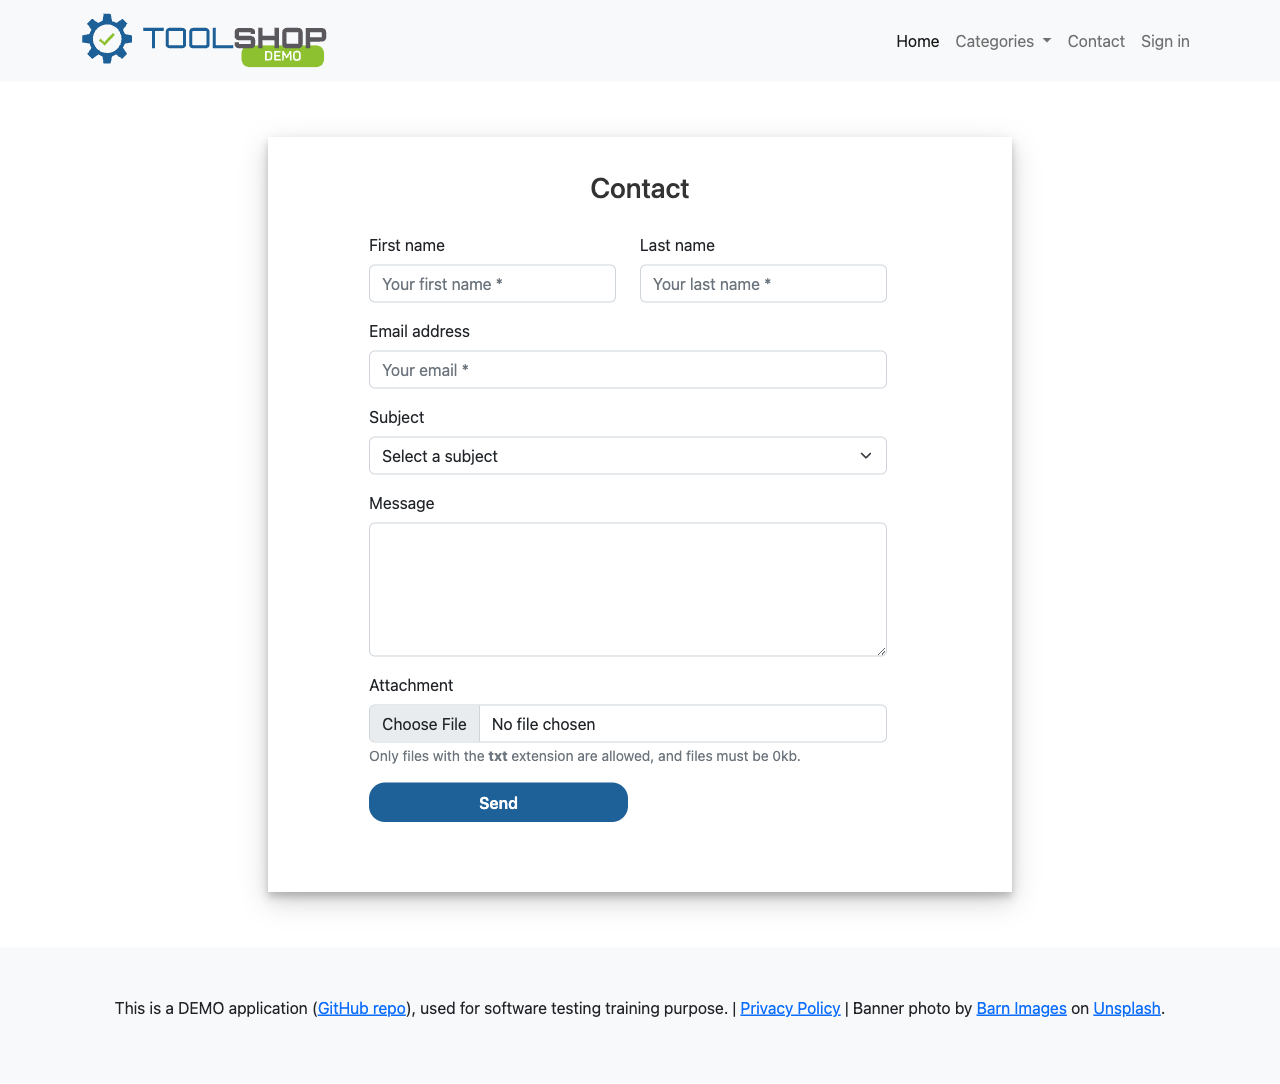 TOOLSHOP
DEMO
Home Categories Contact Sign in
Contact
First name Last name
Your first name * Your last name *
Email address
Your email *
Subject
Select a subject
Message
Attachment
Choose File No file chosen
Only files with the txt extension are allowed, and files must be 0kb.
Send
This is a DEMO application (GitHub repo), used for software testing training purpose. | Privacy Policy | Banner photo by Barn Images on Unsplash.